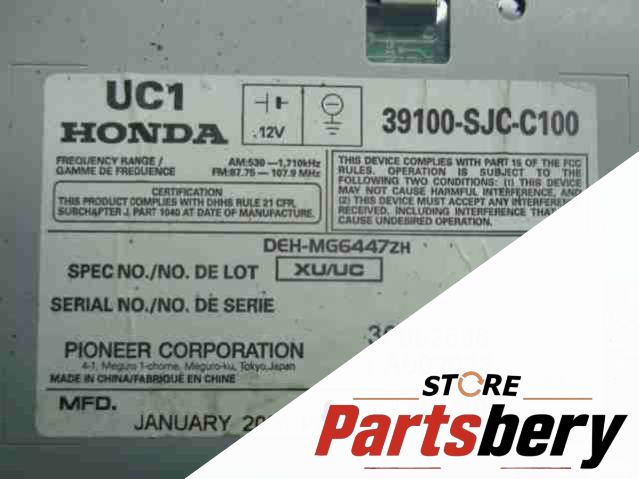 UC1
HONDA
12V
39100-SJC-C100
FREQUENCY RANGE / AM:530 —1,710kHz
GAMME DE FREQUENCE FM:87.75 — 107.9 MHz
CERTIFICATION
THIS PRODUCT COMPLIES WITH DHHS RULE 21 CFR,
SUBCHAPTER J, PART 1040 AT DATE OF MANUFACTURE.
THIS DEVICE COMPLIES WITH PART 15 OF THE FCC
RULES. OPERATION IS SUBJECT TO THE
FOLLOWING TWO CONDITIONS: (1) THIS DEVICE
MAY NOT CAUSE HARMFUL INTERFERENCE, AND
(2) THIS DEVICE MUST ACCEPT ANY
RECEIVED, INCLUDING INTERFERENCE
CAUSE UNDESIRED OPERATION.
DEH-MG6447ZH
SPEC NO./NO. DE LOT XU/UC
SERIAL NO./NO. DE SERIE
PIONEER CORPORATION
4-1, Meguro 1-chome, Meguro-ku, Tokyo, Japan
MADE IN CHINA/FABRIQUÉ EN CHINE
MFD.
JANUARY
STORE
Partsbery